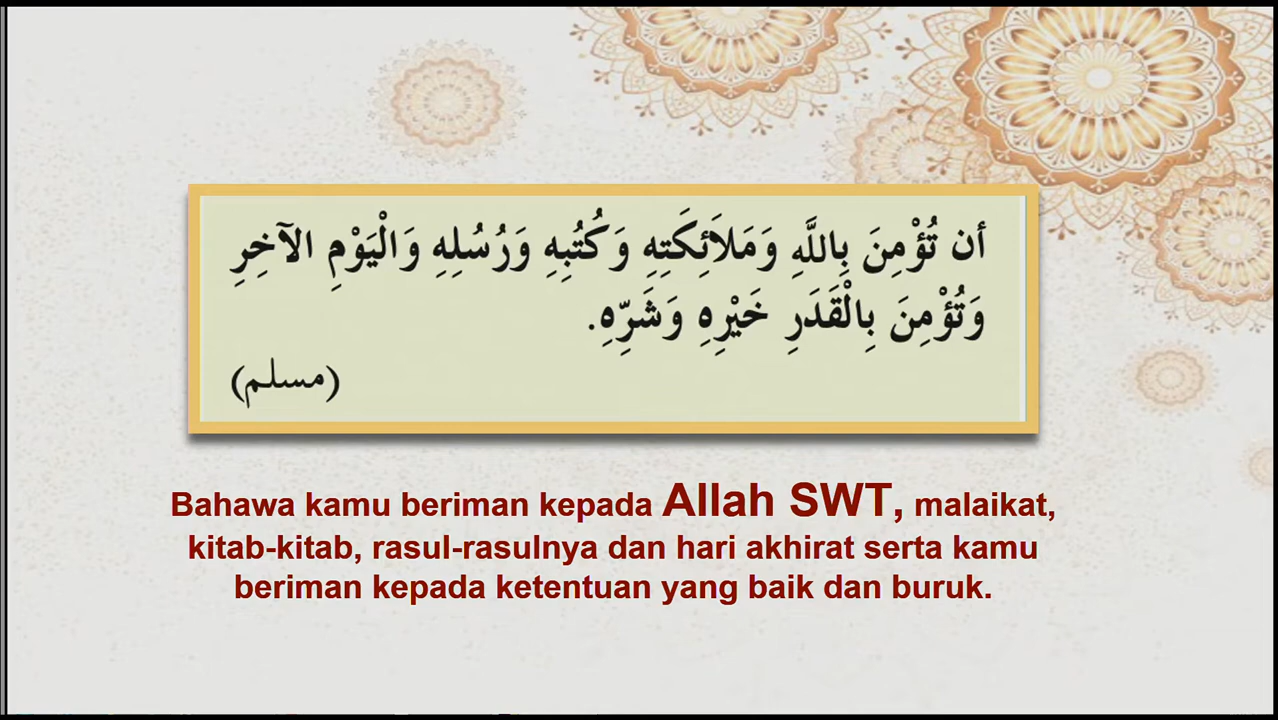 أن تُؤْمِنَ بِاللَّهِ وَمَلاَئِكَتِهِ وَكُتُبِهِ وَرُسُلِهِ وَالْيَوْمِ الآخِرِ
وَتُؤْمِنَ بِالْقَدَرِ خَيْرِهِ وَشَرِّهِ.
(مسلم)
Bahawa kamu beriman kepada Allah SWT, malaikat,
kitab-kitab, rasul-rasulnya dan hari akhirat serta kamu
beriman kepada ketentuan yang baik dan buruk.